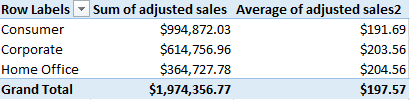 Row Labels Sum of adjusted sales Average of adjusted sales2
Consumer $994,872.03 $191.69
Corporate $614,756.96 $203.56
Home Office $364,727.78 $204.56
Grand Total $1,974,356.77 $197.57